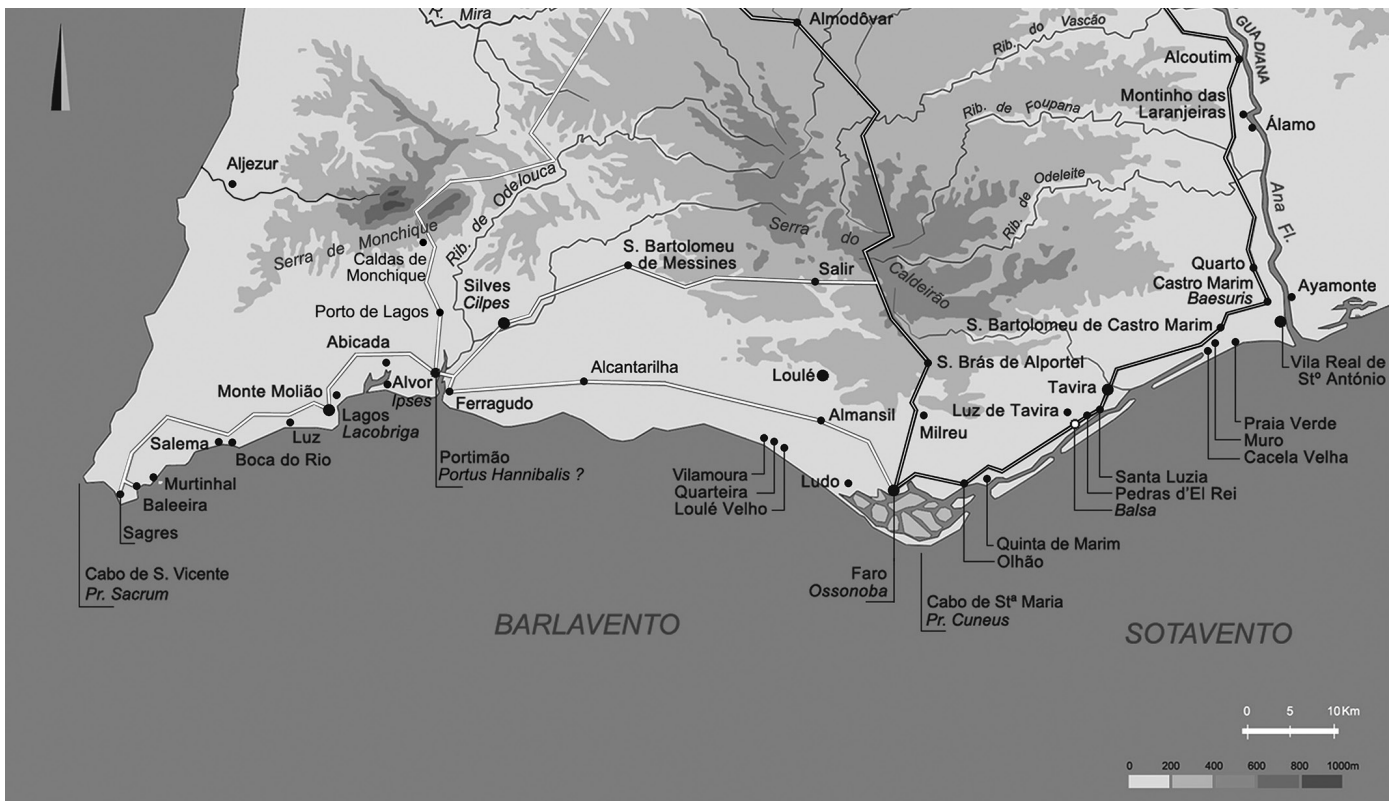 R. Mira
Almodôvar
Rib. do Vascão
GUADIANA
Alcoutim
Montinho das
Laranjeiras
Rib. de Foupana
Álamo
Aljezur
Rib. de Odelouca
Rib. de Odeleite
Ana Fl.
Serra de Monchique
Caldas de
Monchique
Serra do Caldeirão
S. Bartolomeu
de Messines
Salir
Quarto
Castro Marim
Baesuris
Ayamonte
Silves
Cilpes
Porto de Lagos
S. Bartolomeu de Castro Marim
Abicada
Alcantarilha
Loulé
S. Brás de Alportel
Vila Real de
Stº António
Tavira
Monte Molião
Alvor
Ipses
Ferragudo
Lagos
Lacobriga
Almansil
Milreu
Luz de Tavira
Praia Verde
Muro
Cacela Velha
Salema
Luz
Boca do Rio
Portimão
Portus Hannibalis ?
Vilamoura
Quarteira
Loulé Velho
Ludo
Santa Luzia
Pedras d'El Rei
Balsa
Murtinhal
Baleeira
Sagres
Quinta de Marim
Olhão
Cabo de S. Vicente
Pr. Sacrum
Faro
Ossonoba
Cabo de Stª Maria
Pr. Cuneus
BARLAVENTO
SOTAVENTO
0 5 10Km
0 200 400 600 800 1000m